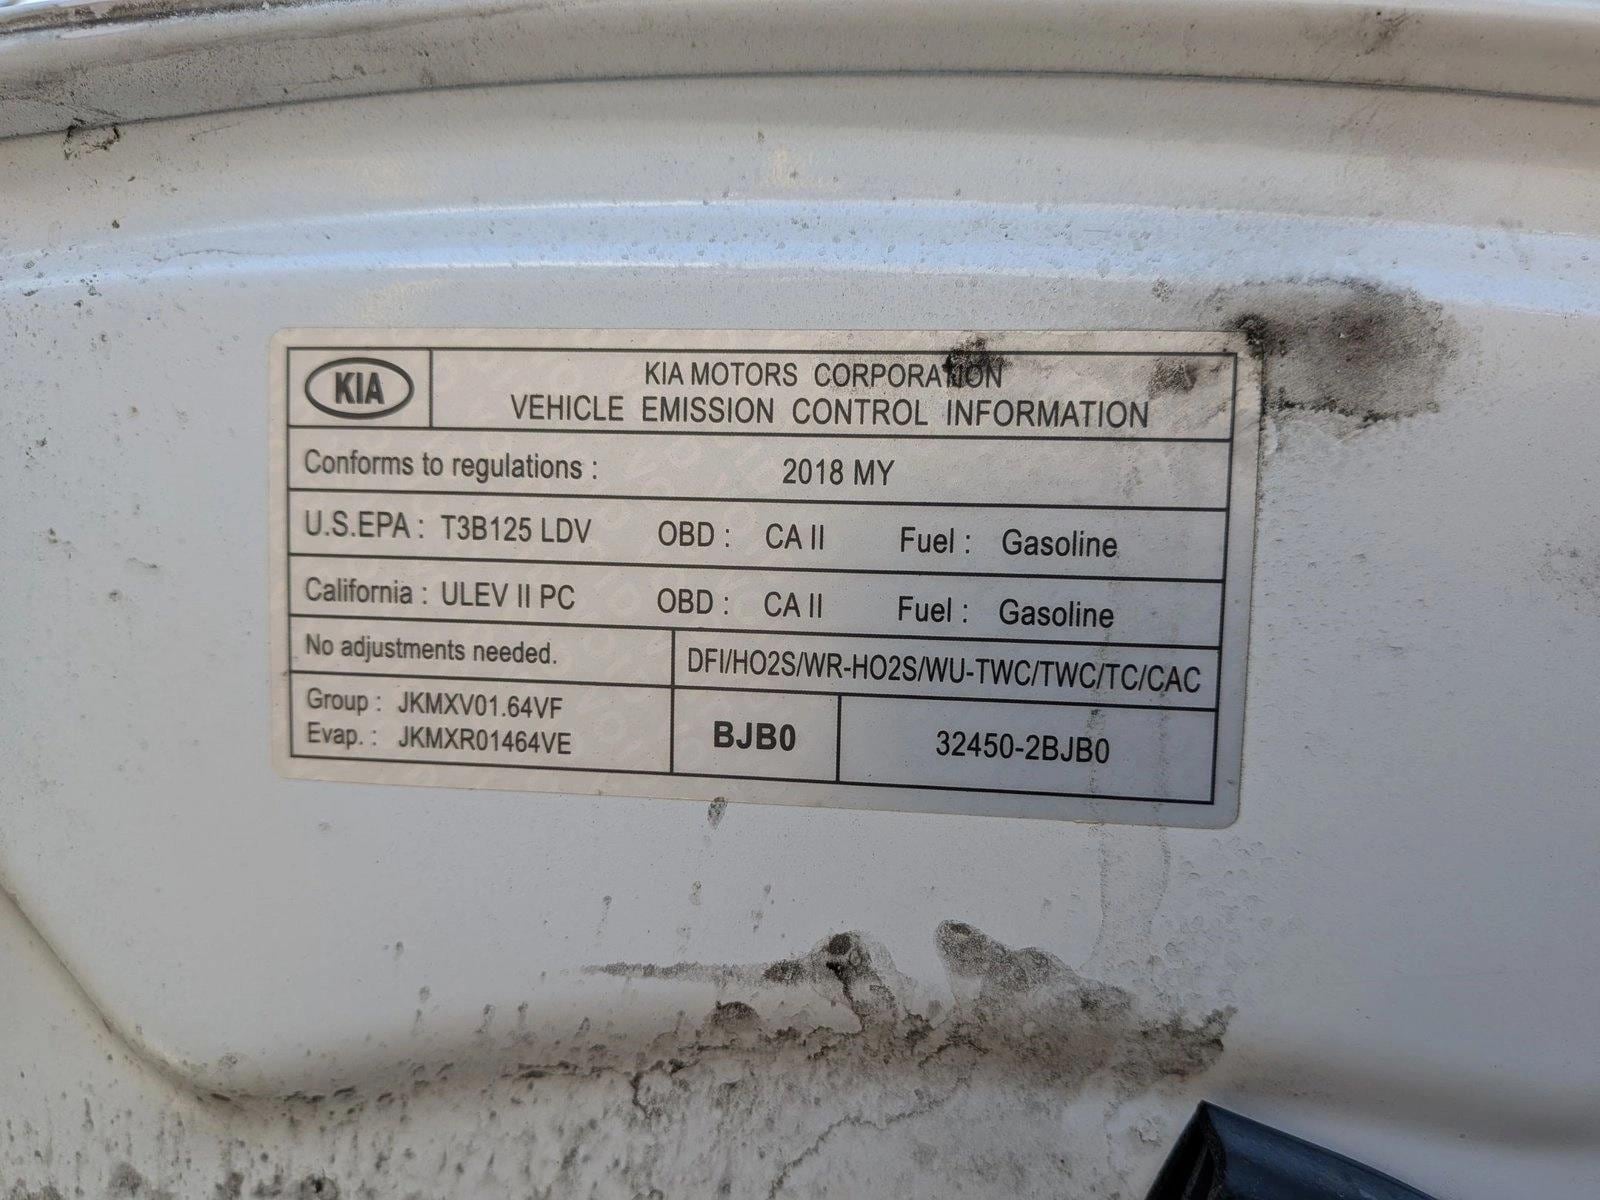 KIA
KIA MOTORS CORPORATION
VEHICLE EMISSION CONTROL INFORMATION
Conforms to regulations : 2018 MY
U.S.EPA : T3B125 LDV OBD : CA II Fuel : Gasoline
California : ULEV II PC OBD : CA II Fuel : Gasoline
No adjustments needed.
DFI/HO2S/WR-HO2S/WU-TWC/TWC/TC/CAC
Group : JKMXV01.64VF
Evap. : JKMXR01464VE
BJB0
32450-2BJB0